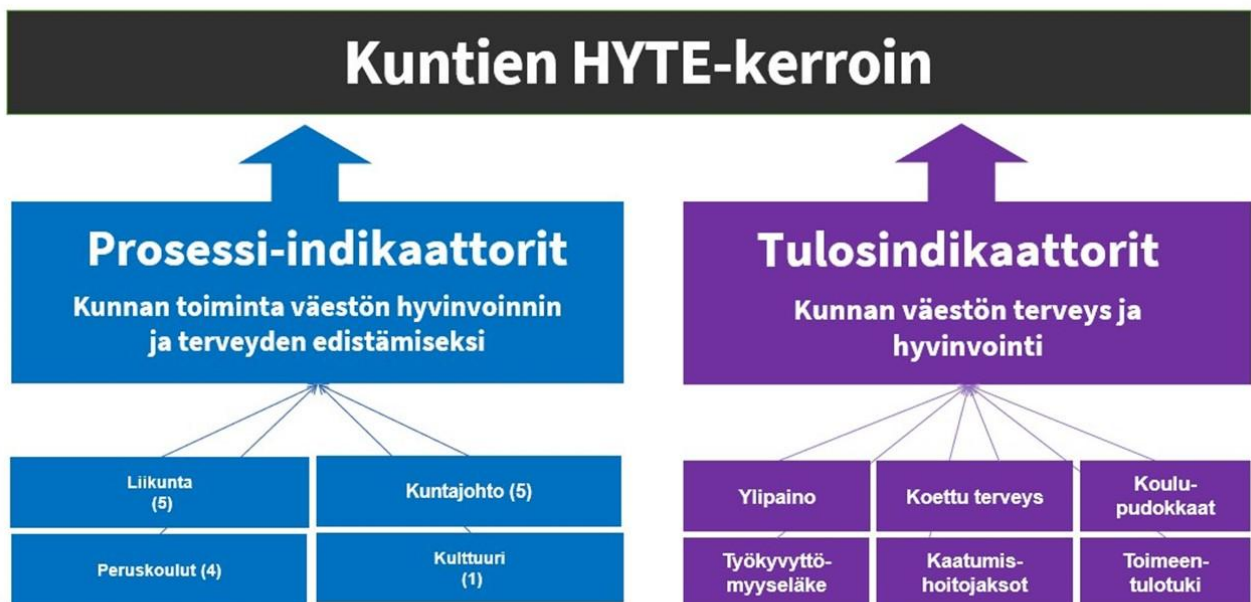 Kuntien HYTE-kerroin
Prosessi-indikaattorit
Kunnan toiminta väestön hyvinvoinnin
ja terveyden edistämiseksi
Liikunta
(5)
Kuntajohto (5)
Peruskoulut (4)
Kulttuuri
(1)
Tulosindikaattorit
Kunnan väestön terveys ja
hyvinvointi
Ylipaino
Koettu terveys
Koulu-
pudokkaat
Työkyvyttö-
myyseläke
Kaatumis-
hoitojaksot
Toimeen-
tulotuki